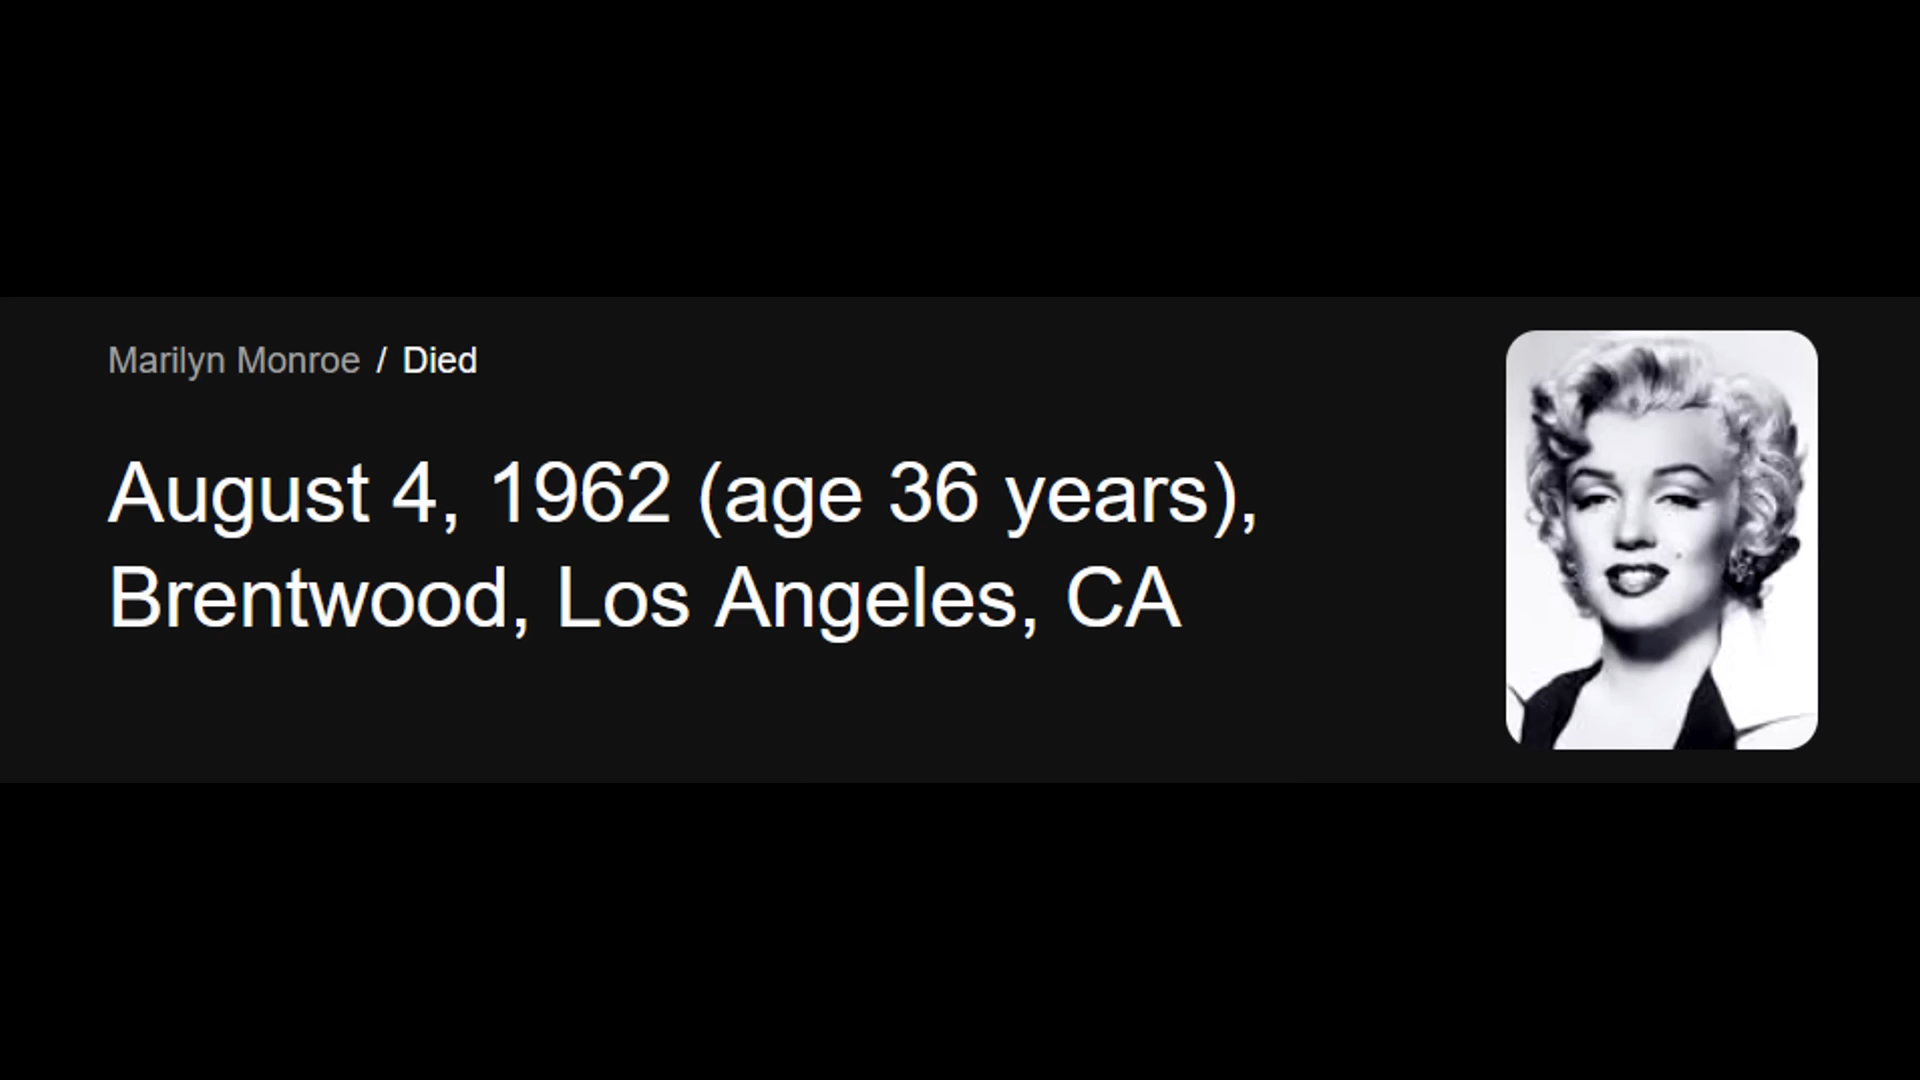 Marilyn Monroe / Died
August 4, 1962 (age 36 years),
Brentwood, Los Angeles, CA